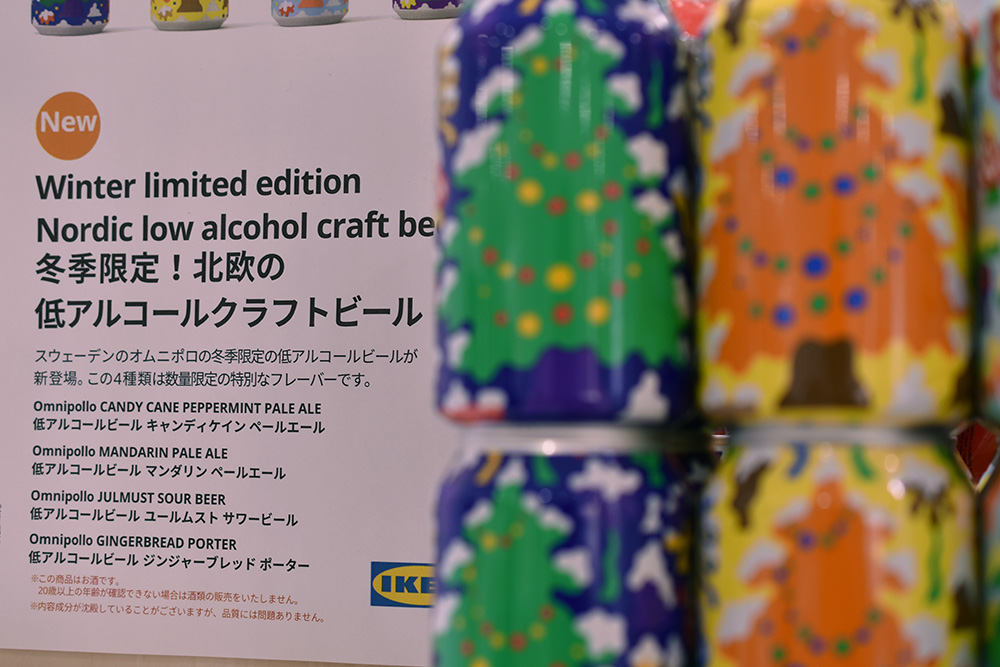 New
Winter limited edition
Nordic low alcohol craft be
冬季限定！北欧の
低アルコールクラフトビール
スウェーデンのオムニポロの冬季限定の低アルコールビールが
新登場。この4種類は数量限定の特別なフレーバーです。
Omnipollo CANDY CANE PEPPERMINT PALE ALE
低アルコールビール キャンディケイン ペールエール
Omnipollo MANDARIN PALE ALE
低アルコールビール マンダリン ペールエール
Omnipollo JULMUST SOUR BEER
低アルコールビール ユールムスト サワービール
Omnipollo GINGERBREAD PORTER
低アルコールビール ジンジャーブレッド ポーター
※この商品はお酒です。
20歳以上の年齢が確認できない場合は酒類の販売をいたしません。
※内容成分が沈殿していることがございますが、品質には問題ありません。
IKE